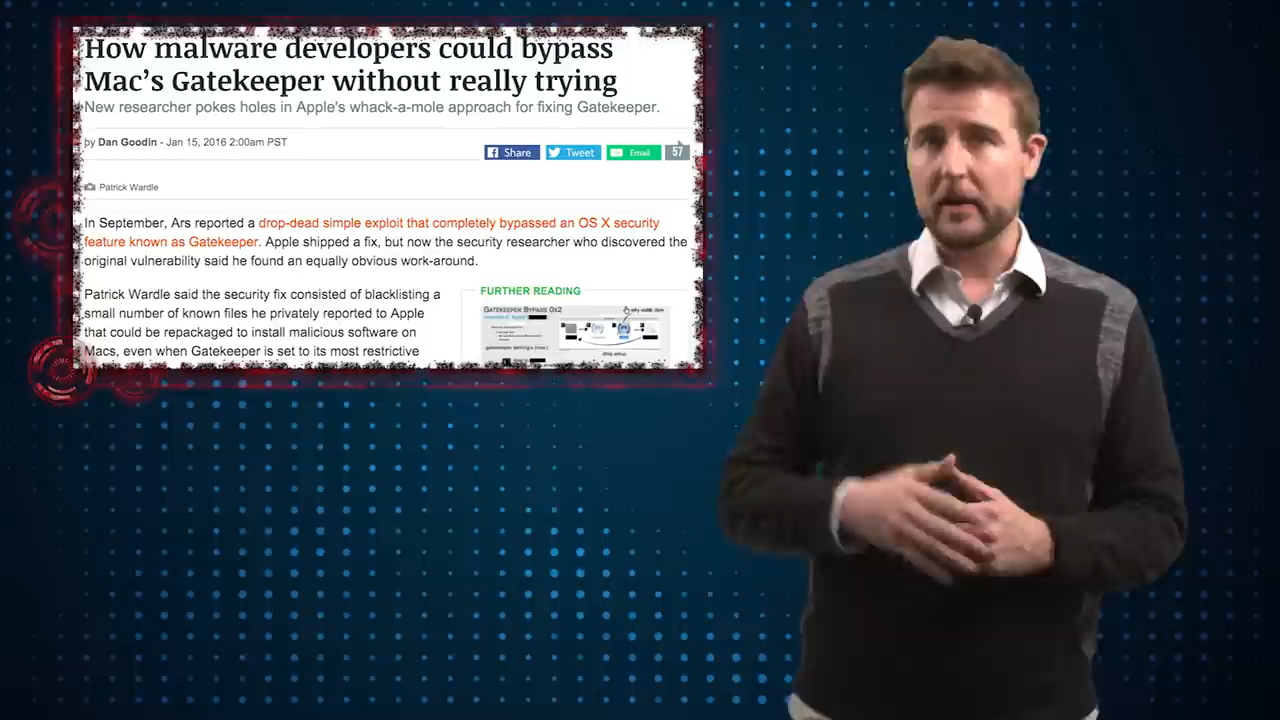 How malware developers could bypass
Mac's Gatekeeper without really trying
New researcher pokes holes in Apple's whack-a-mole approach for fixing Gatekeeper.
by Dan Goodin - Jan 15, 2016 2:00am PST
Share Tweet Email 57
Patrick Wardle
In September, Ars reported a drop-dead simple exploit that completely bypassed an OS X security
feature known as Gatekeeper. Apple shipped a fix, but now the security researcher who discovered the
original vulnerability said he found an equally obvious work-around.
Patrick Wardle said the security fix consisted of blacklisting a
small number of known files he privately reported to Apple
that could be repackaged to install malicious software on
Macs, even when Gatekeeper is set to its most restrictive
FURTHER READING
GATEKEEPER BYPASS 0X2